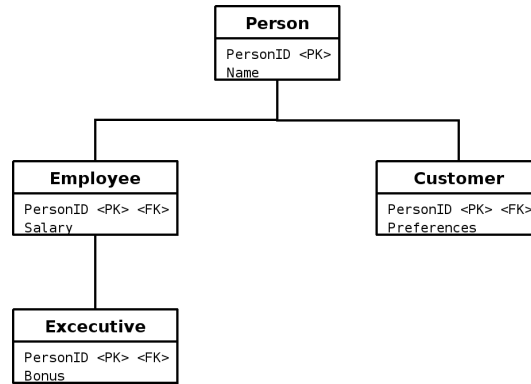 Person
PersonID <PK>
Name
Employee
PersonID <PK> <FK>
Salary
Customer
PersonID <PK> <FK>
Preferences
Excecutive
PersonID <PK> <FK>
Bonus